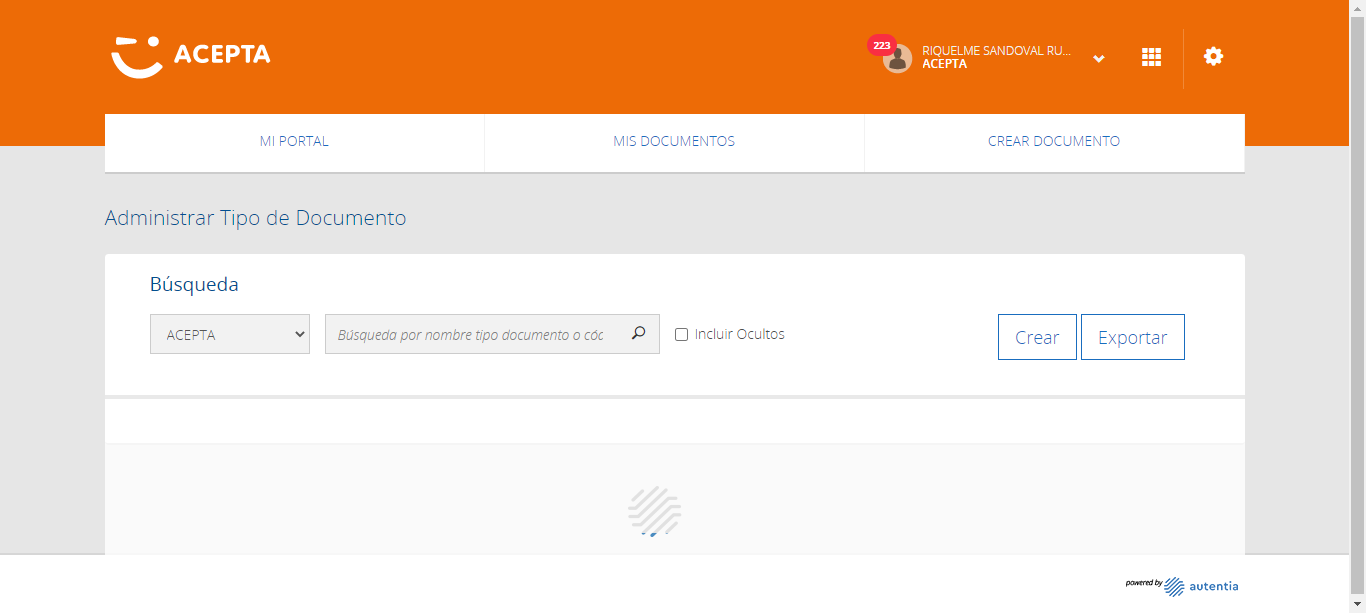 ACEPTA
223
RIQUELME SANDOVAL RU...
ACEPTA
MI PORTAL
MIS DOCUMENTOS
CREAR DOCUMENTO
Administrar Tipo de Documento
Búsqueda
ACEPTA
Búsqueda por nombre tipo documento o cóc
Incluir Ocultos
Crear
Exportar
powered by autentia